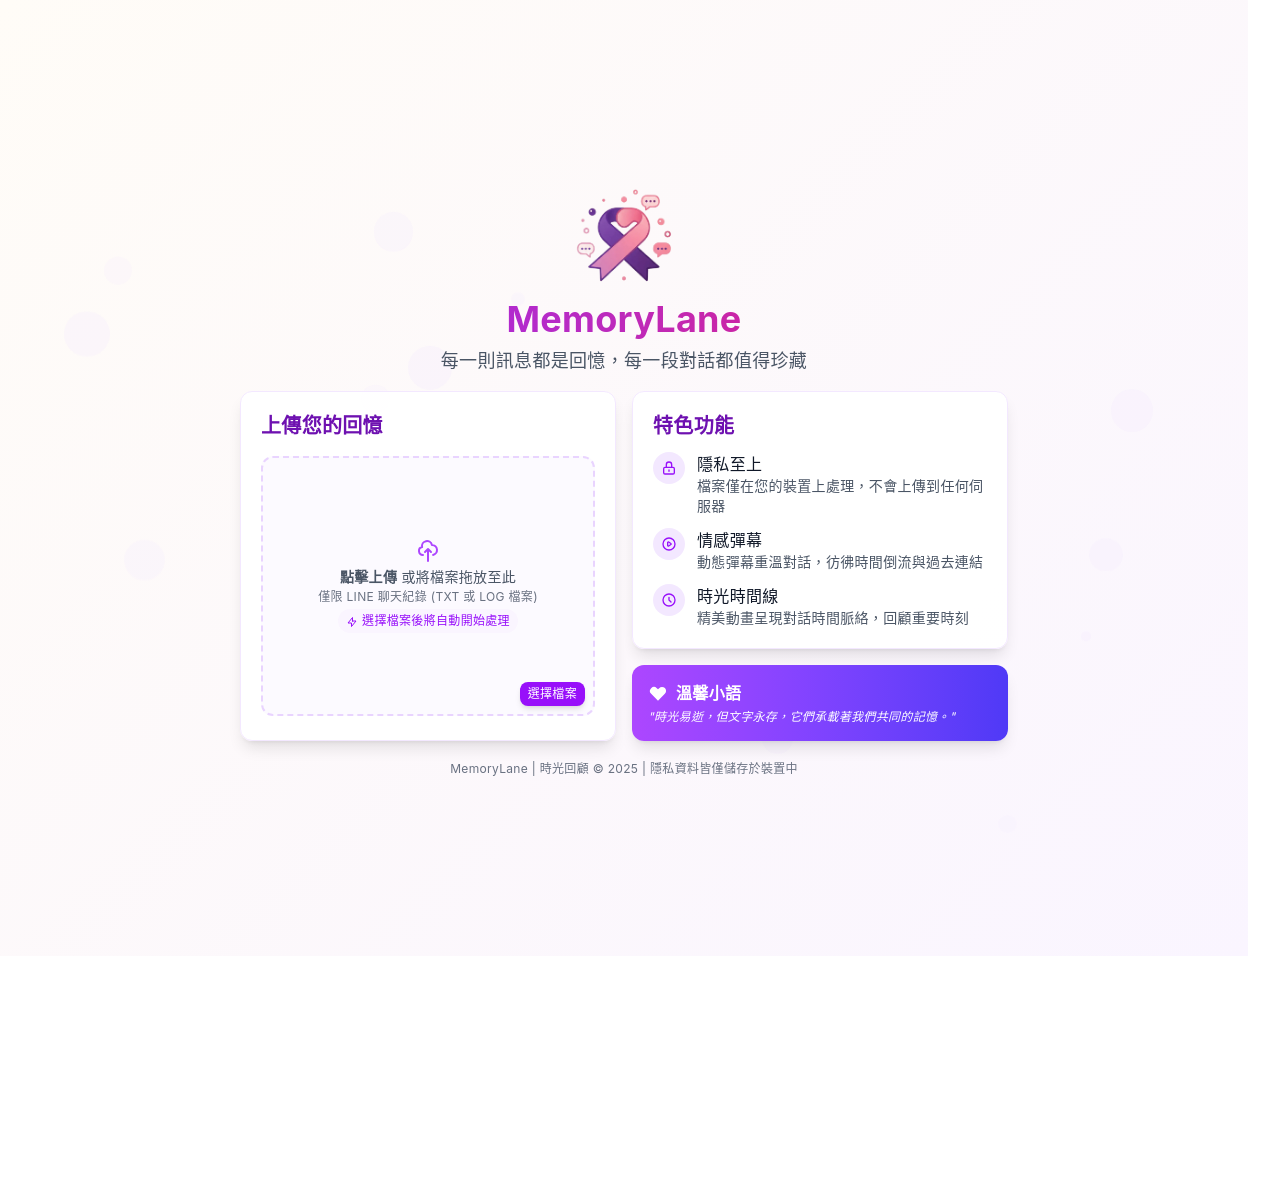 MemoryLane
每一則訊息都是回憶，每一段對話都值得珍藏
上傳您的回憶
點擊上傳 或將檔案拖放至此
僅限 LINE 聊天紀錄 (TXT 或 LOG 檔案)
選擇檔案後將自動開始處理
選擇檔案
特色功能
隱私至上
檔案僅在您的裝置上處理，不會上傳到任何伺
服器
情感彈幕
動態彈幕重溫對話，彷彿時間倒流與過去連結
時光時間線
精美動畫呈現對話時間脈絡，回顧重要時刻
溫馨小語
"時光易逝，但文字永存，它們承載著我們共同的記憶。"
MemoryLane | 時光回顧 © 2025 | 隱私資料皆僅儲存於裝置中